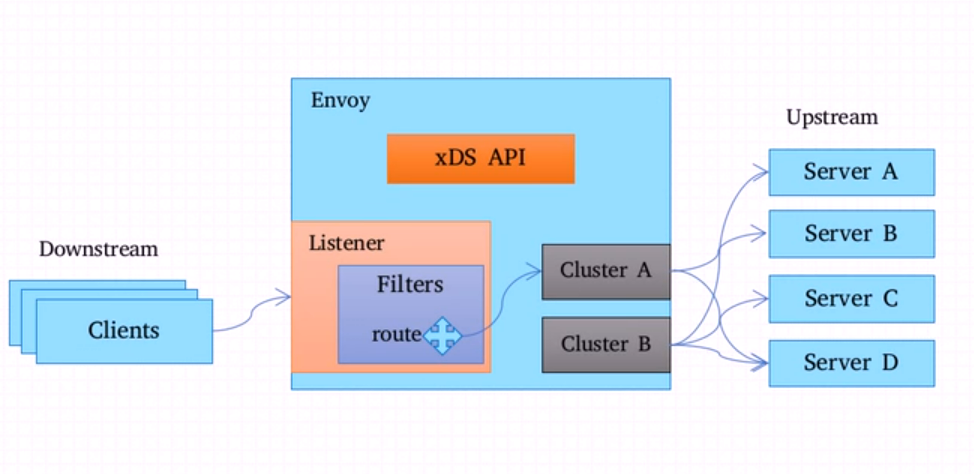 Envoy
xDS API
Upstream
Server A
Server B
Server C
Server D
Downstream
Clients
Listener
Filters
route
Cluster A
Cluster B